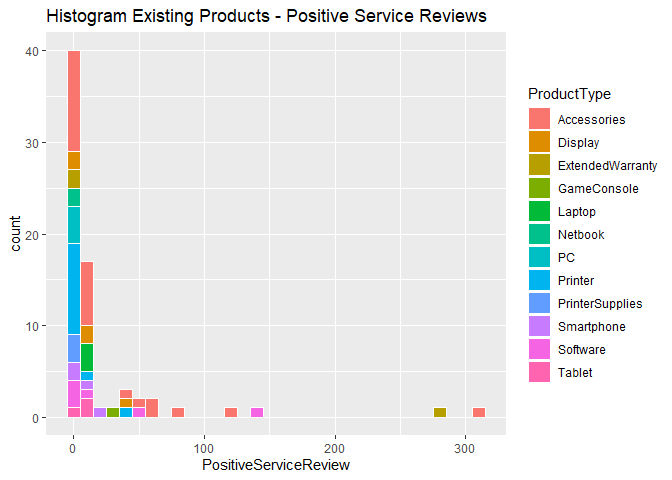 Histogram Existing Products - Positive Service Reviews
40
30
20
10
0
count
0 100 200 300
PositiveServiceReview
ProductType
Accessories
Display
ExtendedWarranty
GameConsole
Laptop
Netbook
PC
Printer
PrinterSupplies
Smartphone
Software
Tablet